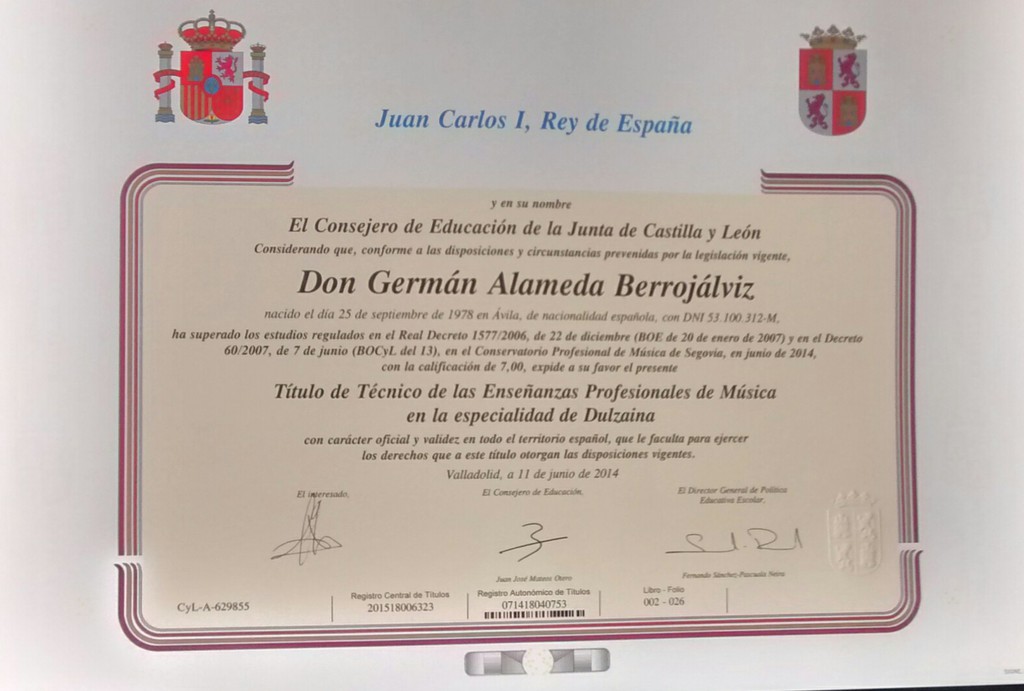 Juan Carlos I, Rey de España
y en su nombre
El Consejero de Educación de la Junta de Castilla y León
Considerando que, conforme a las disposiciones y circunstancias prevenidas por la legislación vigente,
Don Germán Alameda Berrojálviz
nacido el día 25 de septiembre de 1978 en Ávila, de nacionalidad española, con DNI 53.100.312-M,
ha superado los estudios regulados en el Real Decreto 1577/2006, de 22 de diciembre (BOE de 20 de enero de 2007) y en el Decreto
60/2007, de 7 de junio (BOCyL del 13), en el Conservatorio Profesional de Música de Segovia, en junio de 2014,
con la calificación de 7,00, expide a su favor el presente
Título de Técnico de las Enseñanzas Profesionales de Música
en la especialidad de Dulzaina
con carácter oficial y validez en todo el territorio español, que le faculta para ejercer
los derechos que a este título otorgan las disposiciones vigentes.
Valladolid, a 11 de junio de 2014
El interesado,
El Consejero de Educación,
El Director General de Política
Educativa Escolar,
Juan José Mateos Otero
Fernando Sánchez-Pascuala Neira
CyL-A-629855
Registro Central de Títulos
201518006323
Registro Autonómico de Títulos
071418040753
Libro - Folio
002 - 026